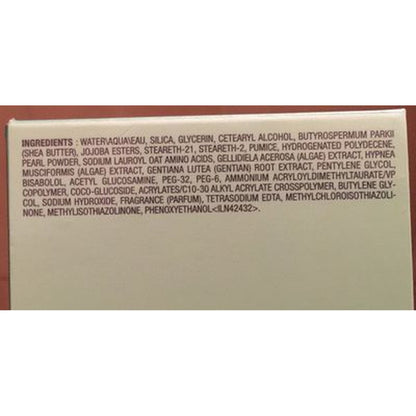 INGREDIENTS : WATER\AQUA\EAU, SILICA, GLYCERIN, CETEARYL ALCOHOL, BUTYROSPERMUM PARKII
(SHEA BUTTER), JOJOBA ESTERS, STEARETH-21, STEARETH-2, PUMICE, HYDROGENATED POLYDECENE,
PEARL POWDER, SODIUM LAUROYL OAT AMINO ACIDS, GELLIDIELA ACEROSA (ALGAE) EXTRACT, HYPNEA
MUSCIFORMIS (ALGAE) EXTRACT, GENTIANA LUTEA (GENTIAN) ROOT EXTRACT, PENTYLENE GLYCOL,
BISABOLOL, ACETYL GLUCOSAMINE, PEG-32, PEG-6, AMMONIUM ACRYLOYLDIMETHYLTAURATE/VP
COPOLYMER, COCO-GLUCOSIDE, ACRYLATES/C10-30 ALKYL ACRYLATE CROSSPOLYMER, BUTYLENE GLY-
COL, SODIUM HYDROXIDE, FRAGRANCE (PARFUM), TETRASODIUM EDTA, METHYLCHLOROISOTHIAZOLI-
NONE, METHYLISOTHIAZOLINONE, PHENOXYETHANOL<ILN42432>.